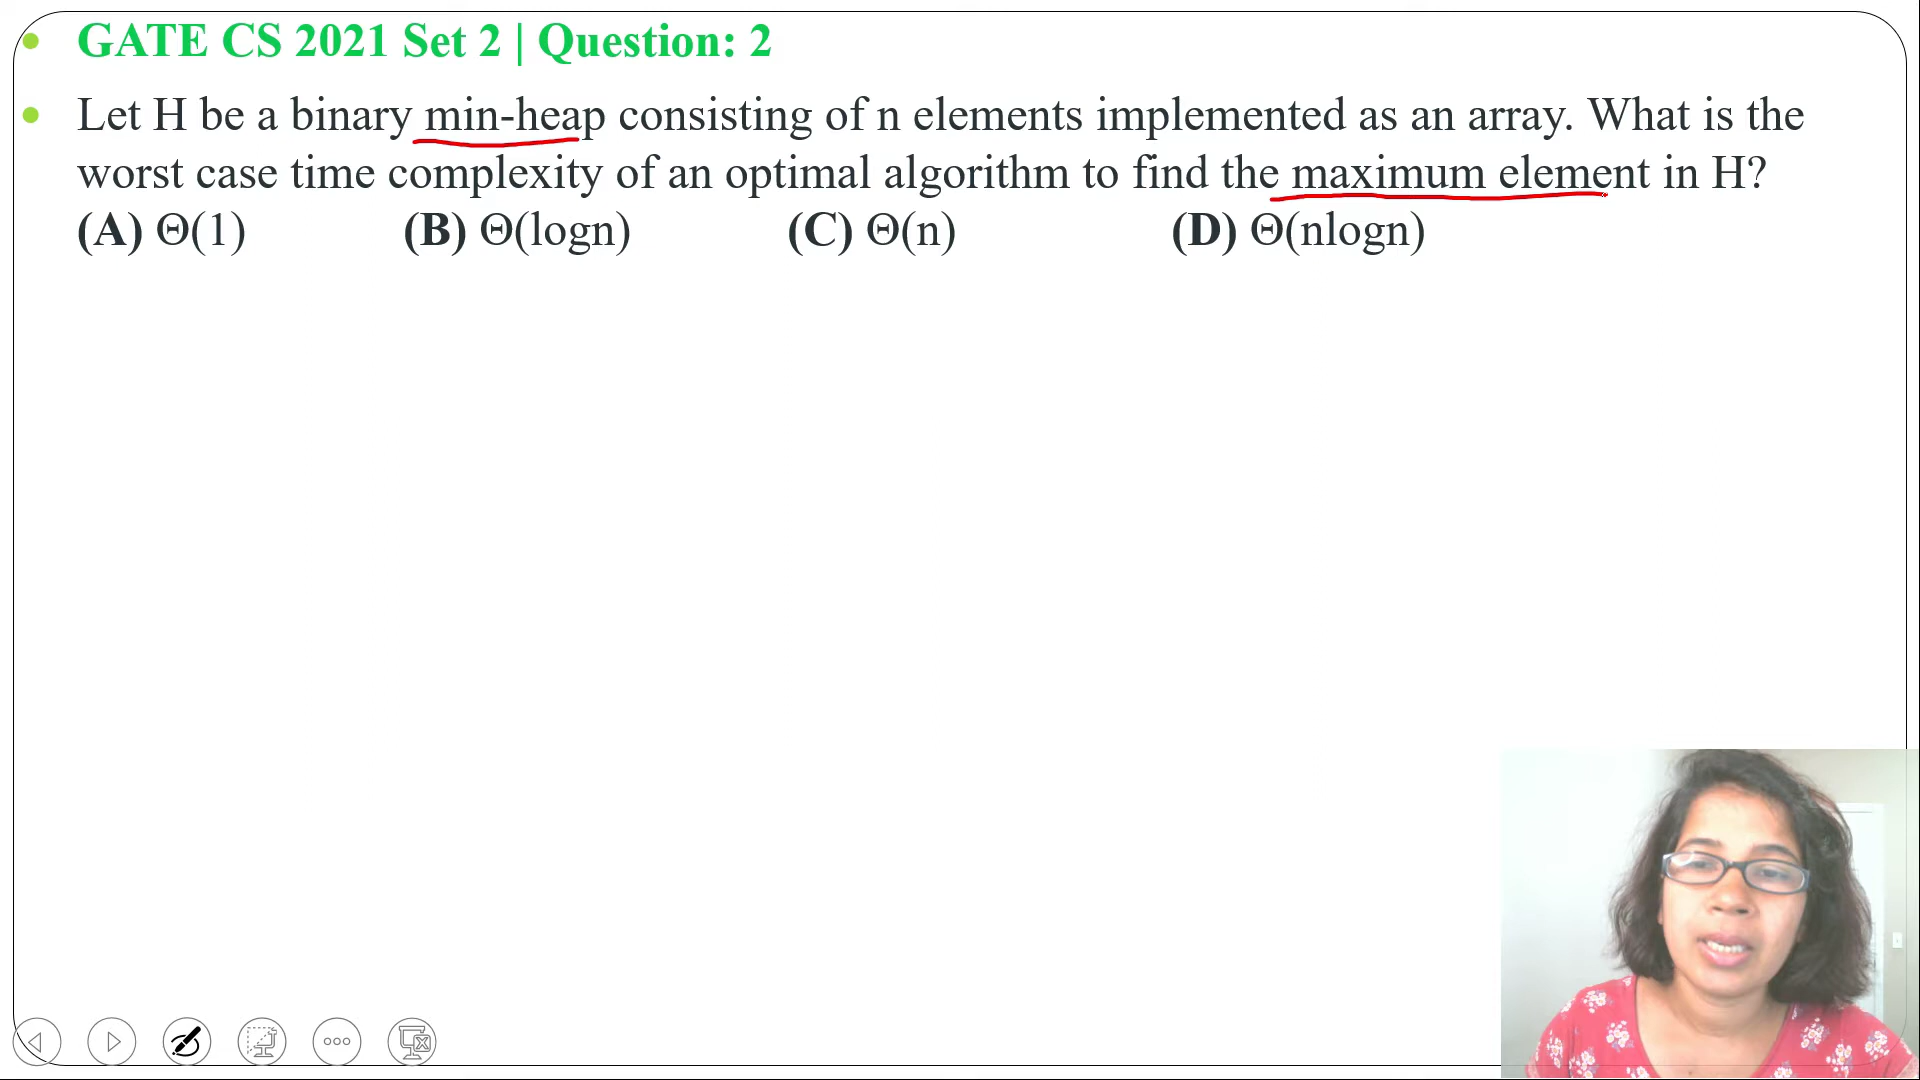 GATE CS 2021 Set 2 | Question: 2
Let H be a binary min-heap consisting of n elements implemented as an array. What is the
worst case time complexity of an optimal algorithm to find the maximum element in H?
(A) Θ(1) (B) Θ(logn) (C) Θ(n) (D) Θ(nlogn)